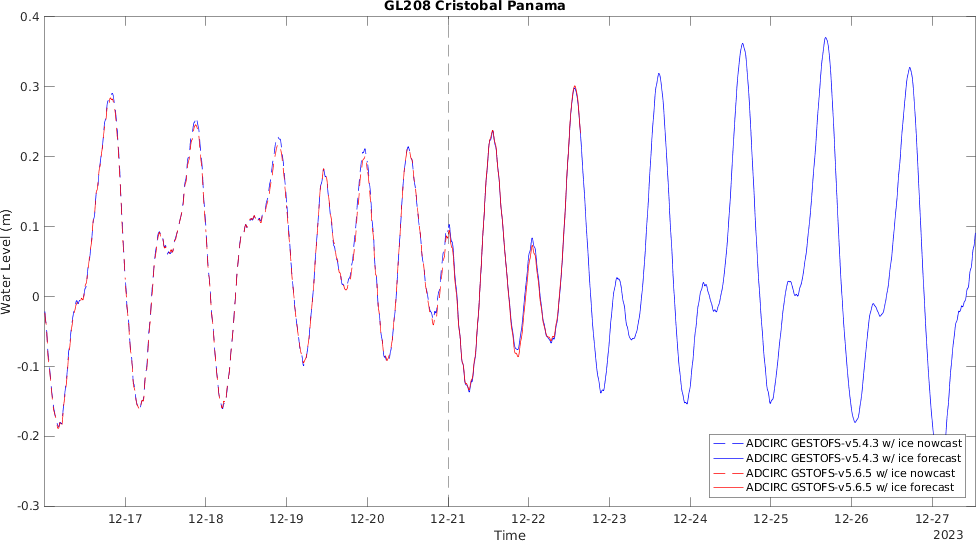 GL208 Cristobal Panama
Water Level (m)
0.4
0.3
0.2
0.1
0
-0.1
-0.2
-0.3
12-17
12-18
12-19
12-20
12-21
12-22
12-23
12-24
12-25
12-26
12-27
Time
2023
ADCIRC GESTOFS-v5.4.3 w/ ice nowcast
ADCIRC GESTOFS-v5.4.3 w/ ice forecast
ADCIRC GSTOFS-v5.6.5 w/ ice nowcast
ADCIRC GSTOFS-v5.6.5 w/ ice forecast